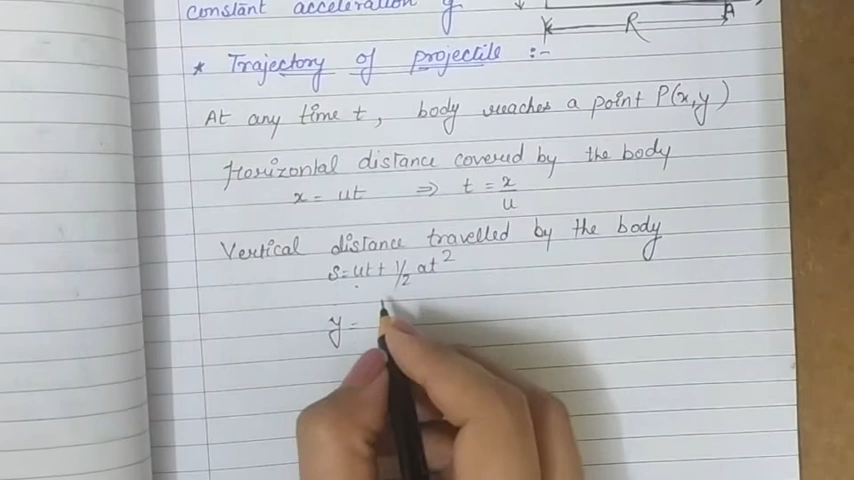 constant acceleration g
R A
* Trajectory of projectile :-
At any time t, body reaches a point P(x,y)
Horizontal distance covered by the body
x = ut ⇒ t = x/u
Vertical distance travelled by the body
s = ut + 1/2 at²
y =